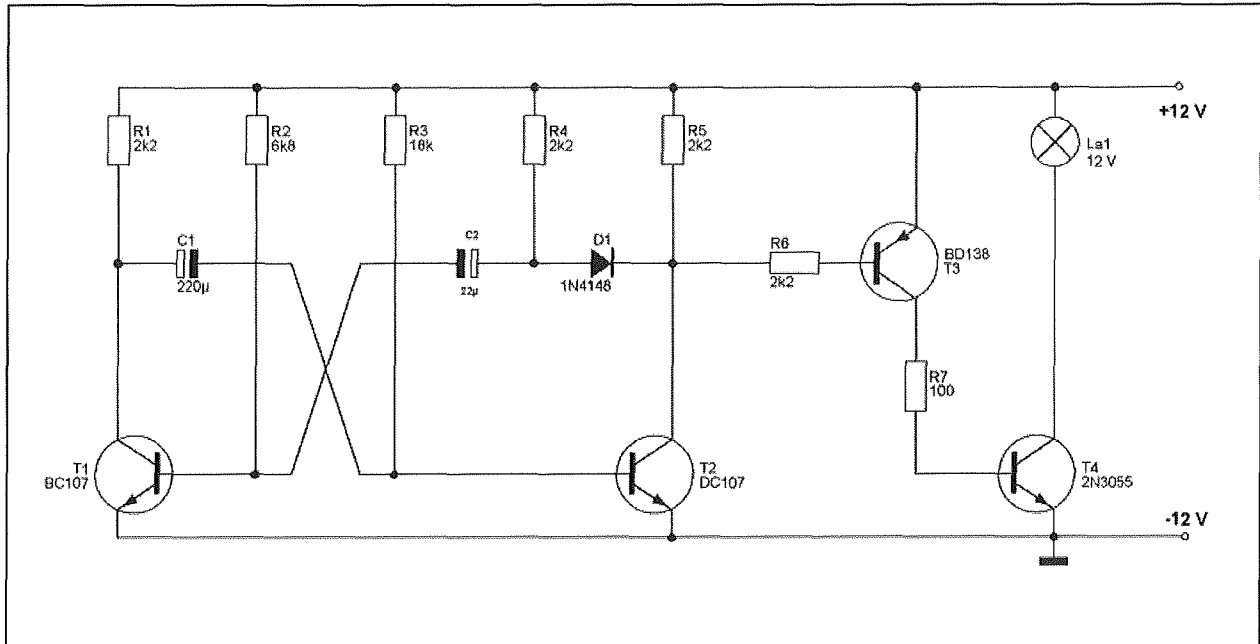 +12 V
R1
2k2
R2
6k8
R3
18k
R4
2k2
R5
2k2
La1
12 V
C1
220µ
C2
22µ
D1
1N4148
R6
2k2
BD138
T3
R7
100
T1
BC107
T2
DC107
T4
2N3055
-12 V